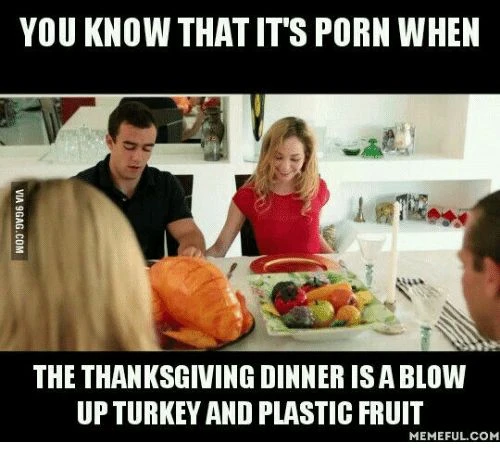 YOU KNOW THAT IT'S PORN WHEN
VIA 9GAG.COM
THE THANKSGIVING DINNER IS A BLOW
UP TURKEY AND PLASTIC FRUIT
MEMEFUL.COM